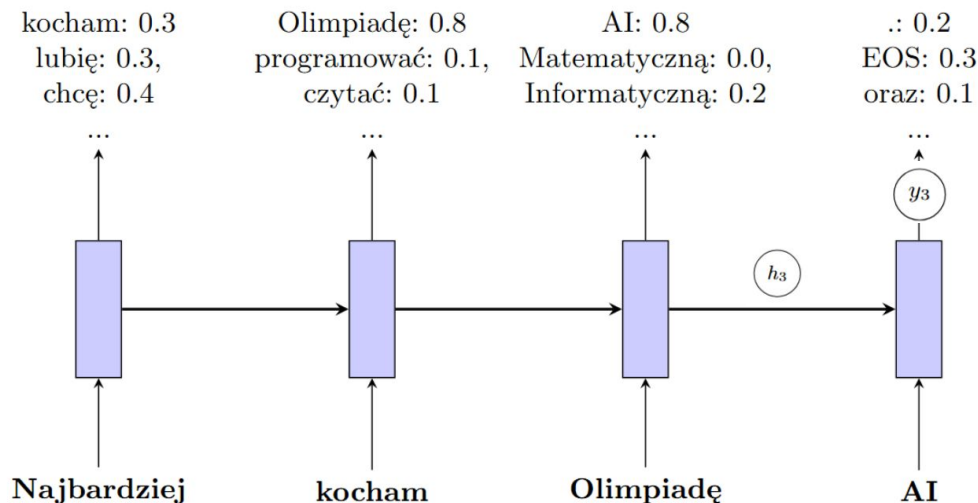 kocham: 0.3
lubię: 0.3,
chcę: 0.4
...
Olimpiadę: 0.8
programować: 0.1,
czytać: 0.1
...
AI: 0.8
Matematyczną: 0.0,
Informatyczną: 0.2
...
.: 0.2
EOS: 0.3
oraz: 0.1
...
y₃
h₃
Najbardziej
kocham
Olimpiadę
AI